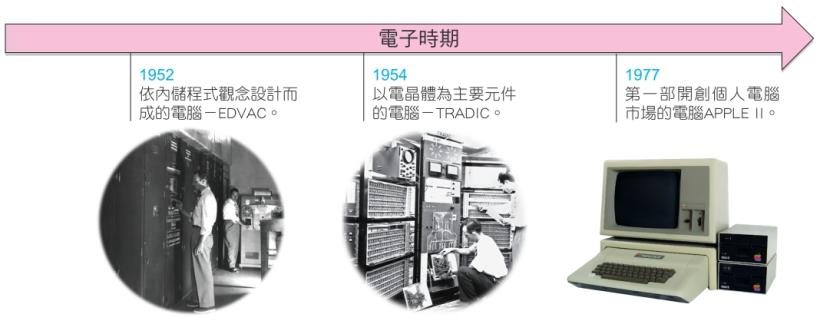 電子時期
1952
依內儲程式觀念設計而
成的電腦－EDVAC。
1954
以電晶體為主要元件
的電腦－TRADIC。
1977
第一部開創個人電腦
市場的電腦APPLE II。
TRADIC